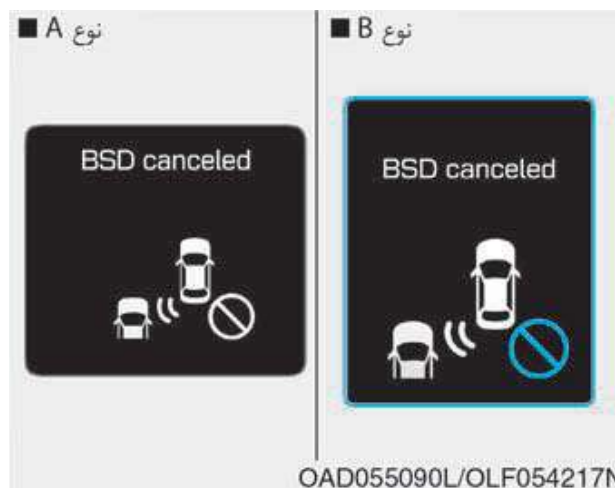 ■ A نوع
■ B نوع
BSD canceled
BSD canceled
OAD055090L/OLF054217N